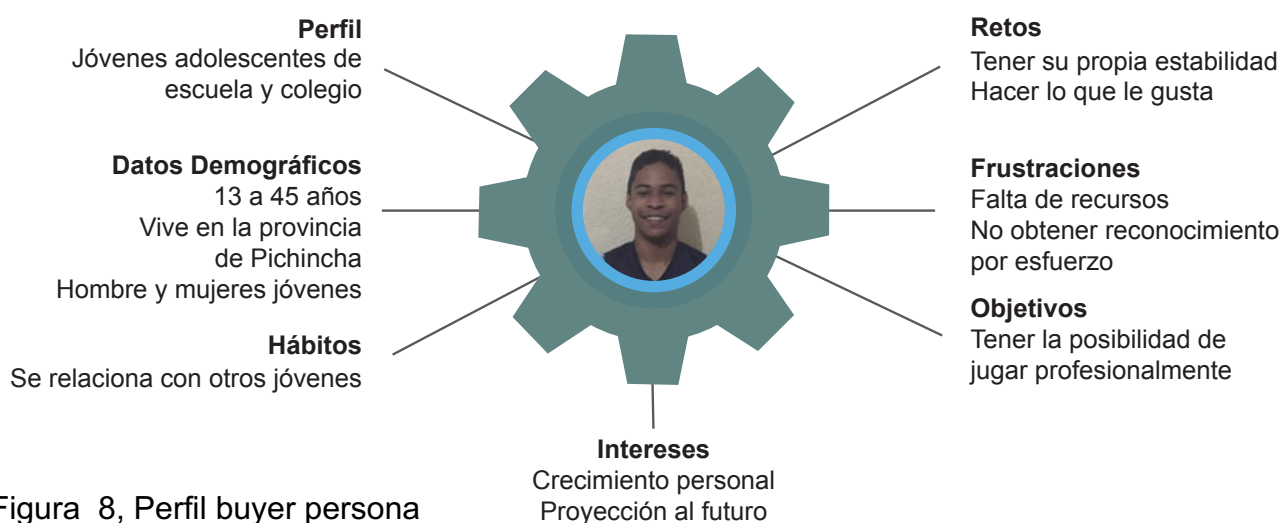 Perfil
Jóvenes adolescentes de
escuela y colegio
Datos Demográficos
13 a 45 años
Vive en la provincia
de Pichincha
Hombre y mujeres jóvenes
Hábitos
Se relaciona con otros jóvenes
Intereses
Crecimiento personal
Proyección al futuro
Retos
Tener su propia estabilidad
Hacer lo que le gusta
Frustraciones
Falta de recursos
No obtener reconocimiento
por esfuerzo
Objetivos
Tener la posibilidad de
jugar profesionalmente
Figura 8, Perfil buyer persona